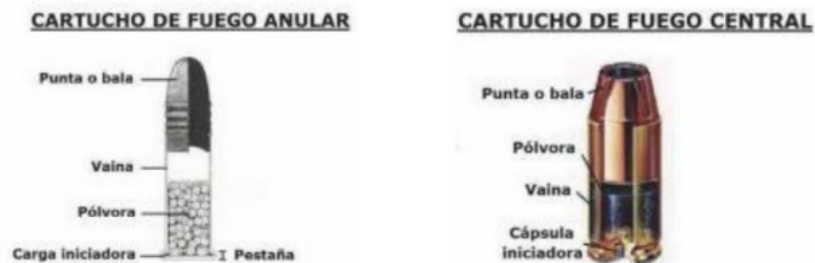 CARTUCHO DE FUEGO ANULAR
Punta o bala
Vaina
Pólvora
Carga iniciadora
Pestaña
CARTUCHO DE FUEGO CENTRAL
Punta o bala
Pólvora
Vaina
Cápsula
iniciadora